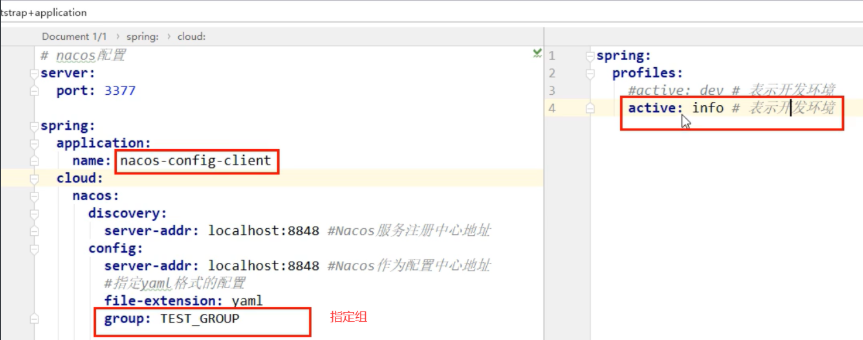 tstrap+application
Document 1/1 › spring: › cloud:
# nacos配置
server:
port: 3377
spring:
application:
name: nacos-config-client
cloud:
nacos:
discovery:
server-addr: localhost:8848 #Nacos服务注册中心地址
config:
server-addr: localhost:8848 #Nacos作为配置中心地址
#指定yaml格式的配置
file-extension: yaml
group: TEST_GROUP
指定组
1 spring:
2 profiles:
3 #active: dev # 表示开发环境
4 active: info # 表示开发环境